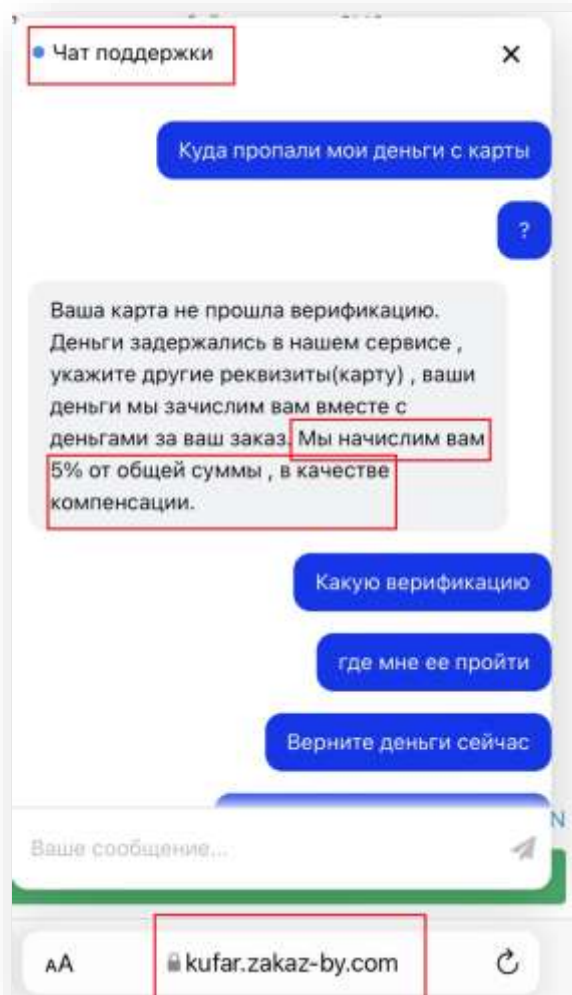 Чат поддержки
Куда пропали мои деньги с карты
?
Ваша карта не прошла верификацию.
Деньги задержались в нашем сервисе ,
укажите другие реквизиты(карту) , ваши
деньги мы зачислим вам вместе с
деньгами за ваш заказ. Мы начислим вам
5% от общей суммы , в качестве
компенсации.
Какую верификацию
где мне ее пройти
Верните деньги сейчас
N
Ваше сообщение...
AA
kufar.zakaz-by.com